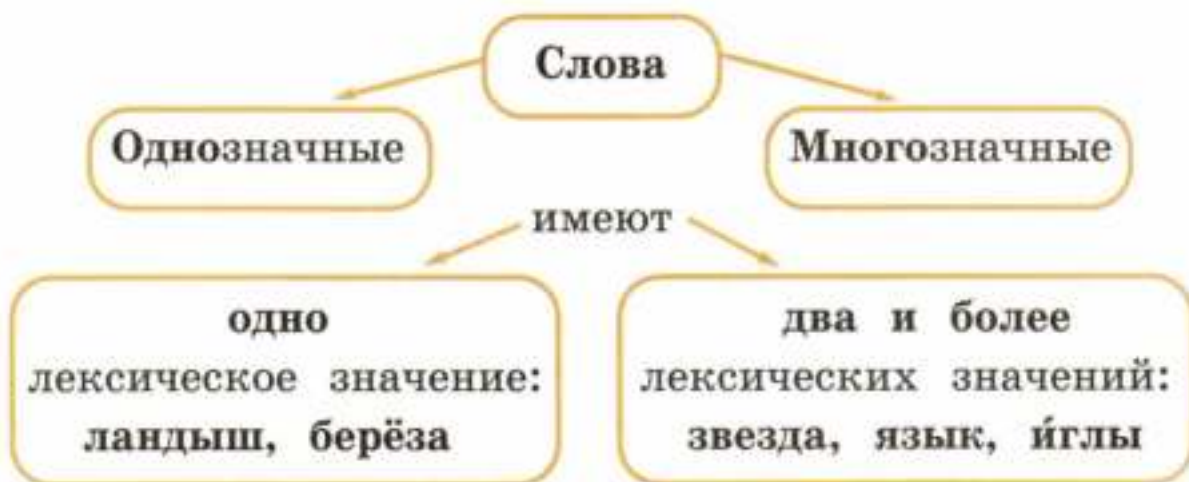 Слова
Однозначные
Многозначные
имеют
одно
лексическое значение:
ландыш, берёза
два и более
лексических значений:
звезда, язык, и́глы